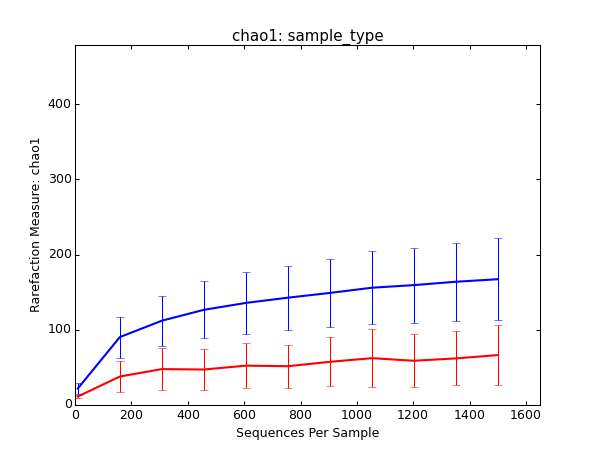 chao1: sample_type
Rarefaction Measure: chao1
400
300
200
100
0
0 200 400 600 800 1000 1200 1400 1600
Sequences Per Sample